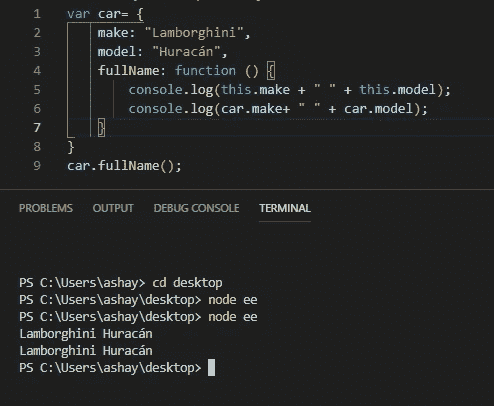 1 var car= {
2 make: "Lamborghini",
3 model: "Huracán",
4 fullName: function () {
5 console.log(this.make + " " + this.model);
6 console.log(car.make+ " " + car.model);
7 }
8 }
9 car.fullName();
PROBLEMS OUTPUT DEBUG CONSOLE TERMINAL
PS C:\Users\ashay> cd desktop
PS C:\Users\ashay\desktop> node ee
PS C:\Users\ashay\desktop> node ee
Lamborghini Huracán
Lamborghini Huracán
PS C:\Users\ashay\desktop>